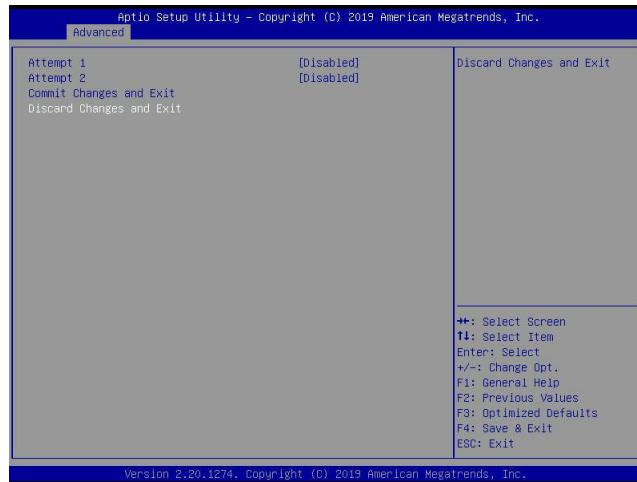 Aptio Setup Utility – Copyright (C) 2019 American Megatrends, Inc.
Advanced
Attempt 1 [Disabled]
Attempt 2 [Disabled]
Commit Changes and Exit
Discard Changes and Exit
Discard Changes and Exit
→←: Select Screen
↑↓: Select Item
Enter: Select
+/-: Change Opt.
F1: General Help
F2: Previous Values
F3: Optimized Defaults
F4: Save & Exit
ESC: Exit
Version 2.20.1274. Copyright (C) 2019 American Megatrends, Inc.